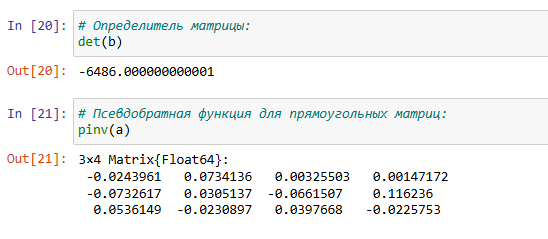 In [20]: # Определитель матрицы:
det(b)
Out[20]: -6486.000000000001
In [21]: # Псевдобратная функция для прямоугольных матриц:
pinv(a)
Out[21]: 3×4 Matrix{Float64}:
-0.0243961 0.0734136 0.00325503 0.00147172
-0.0732617 0.0305137 -0.0661507 0.116236
0.0536149 -0.0230897 0.0397668 -0.0225753